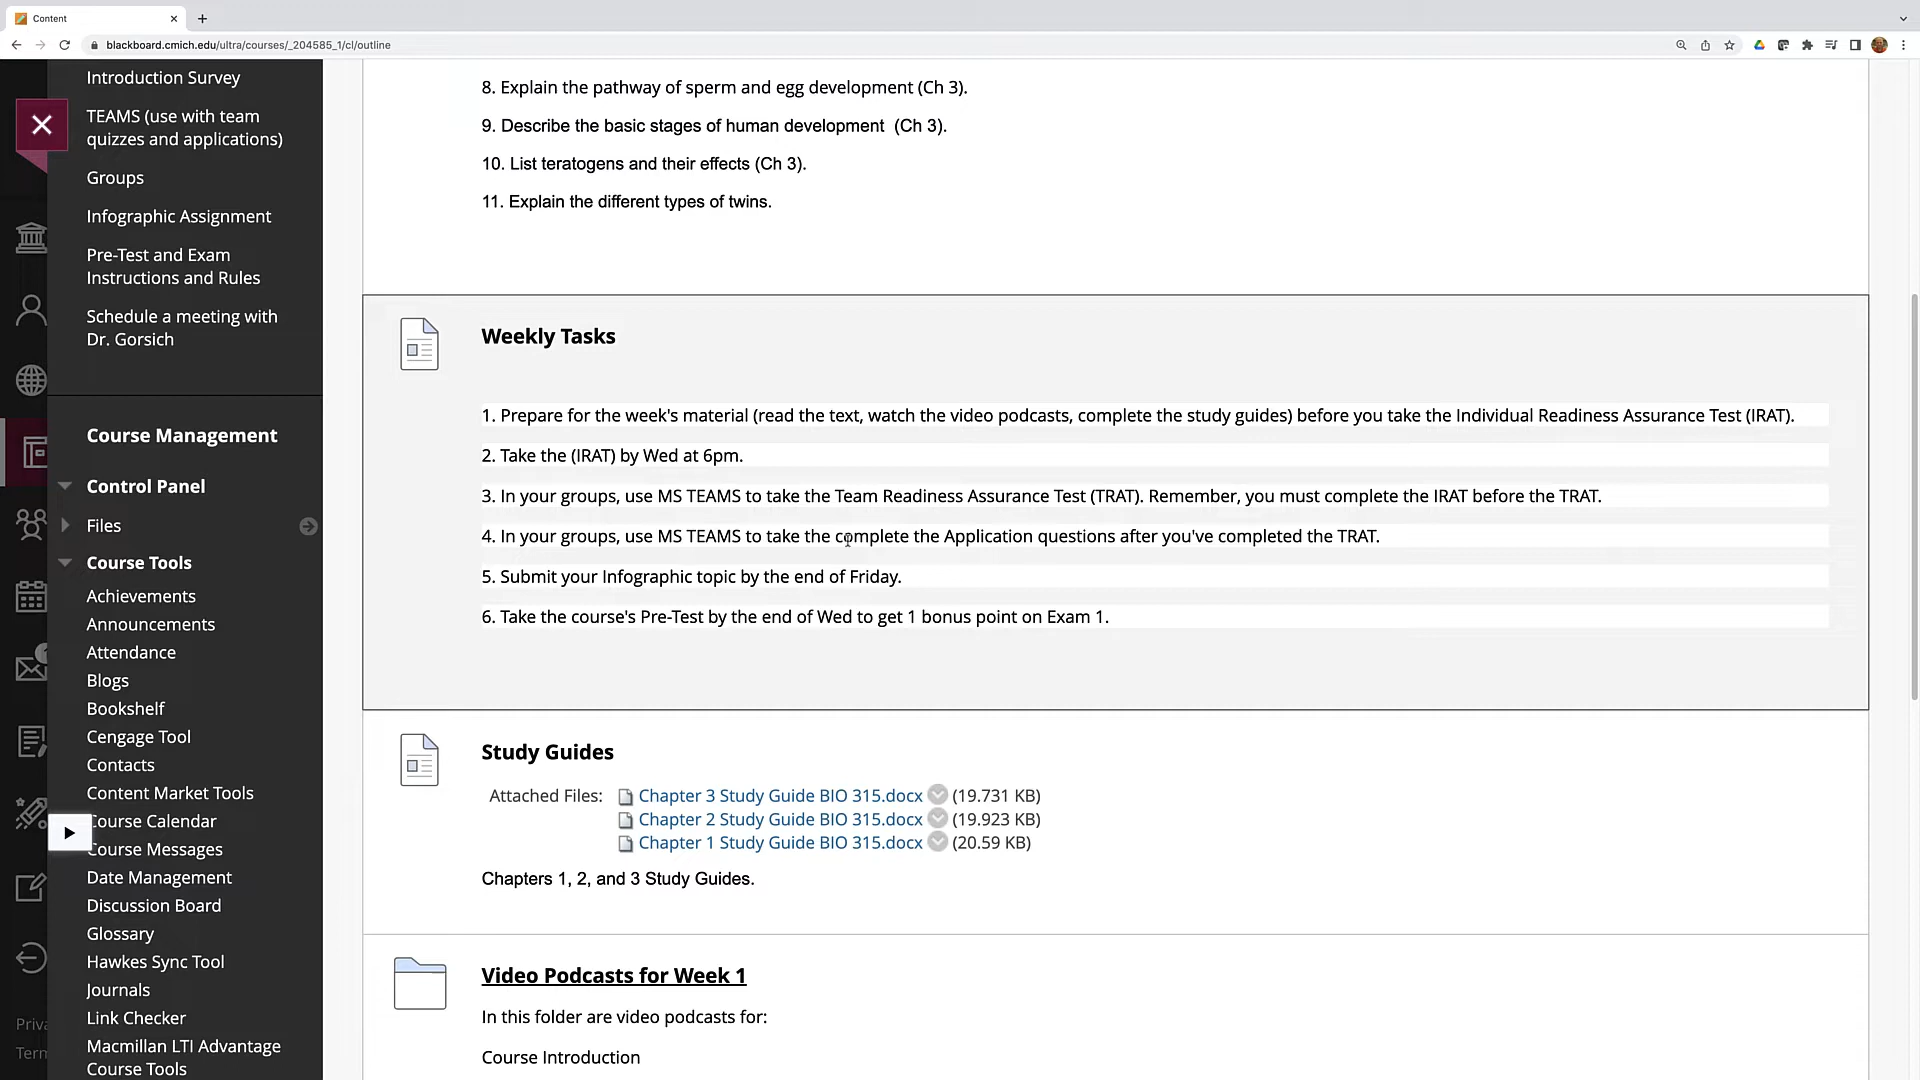 Content
blackboard.cmich.edu/ultra/courses/_204585_1/cl/outline
Introduction Survey
TEAMS (use with team
quizzes and applications)
Groups
Infographic Assignment
Pre-Test and Exam
Instructions and Rules
Schedule a meeting with
Dr. Gorsich
Course Management
Control Panel
Files
Course Tools
Achievements
Announcements
Attendance
Blogs
Bookshelf
Cengage Tool
Contacts
Content Market Tools
Course Calendar
Course Messages
Date Management
Discussion Board
Glossary
Hawkes Sync Tool
Journals
Link Checker
Macmillan LTI Advantage
Course Tools
Priva
Term
8. Explain the pathway of sperm and egg development (Ch 3).
9. Describe the basic stages of human development (Ch 3).
10. List teratogens and their effects (Ch 3).
11. Explain the different types of twins.
Weekly Tasks
1. Prepare for the week's material (read the text, watch the video podcasts, complete the study guides) before you take the Individual Readiness Assurance Test (IRAT).
2. Take the (IRAT) by Wed at 6pm.
3. In your groups, use MS TEAMS to take the Team Readiness Assurance Test (TRAT). Remember, you must complete the IRAT before the TRAT.
4. In your groups, use MS TEAMS to take the complete the Application questions after you've completed the TRAT.
5. Submit your Infographic topic by the end of Friday.
6. Take the course's Pre-Test by the end of Wed to get 1 bonus point on Exam 1.
Study Guides
Attached Files: Chapter 3 Study Guide BIO 315.docx (19.731 KB)
Chapter 2 Study Guide BIO 315.docx (19.923 KB)
Chapter 1 Study Guide BIO 315.docx (20.59 KB)
Chapters 1, 2, and 3 Study Guides.
Video Podcasts for Week 1
In this folder are video podcasts for:
Course Introduction